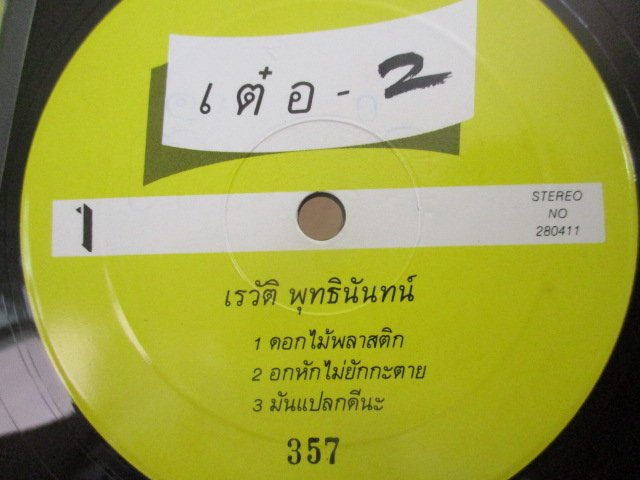 เต๋อ - 2
1
STEREO
NO
280411
เรวัติ พุทธินันทน์
1 ดอกไม้พลาสติก
2 อกหักไม่ยักกะตาย
3 มันแปลกดีนะ
357